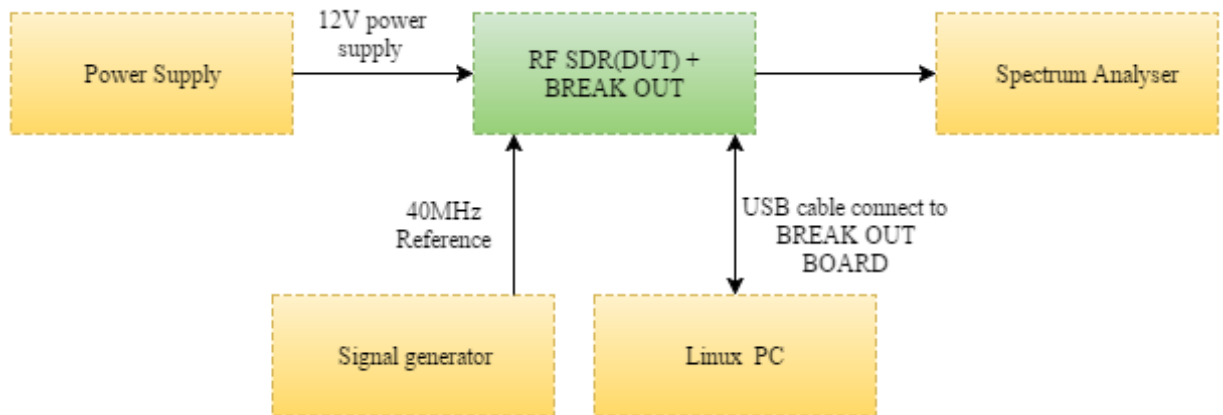 12V power
supply
Power Supply
RF SDR(DUT) +
BREAK OUT
Spectrum Analyser
40MHz
Reference
USB cable connect to
BREAK OUT
BOARD
Signal generator
Linux PC